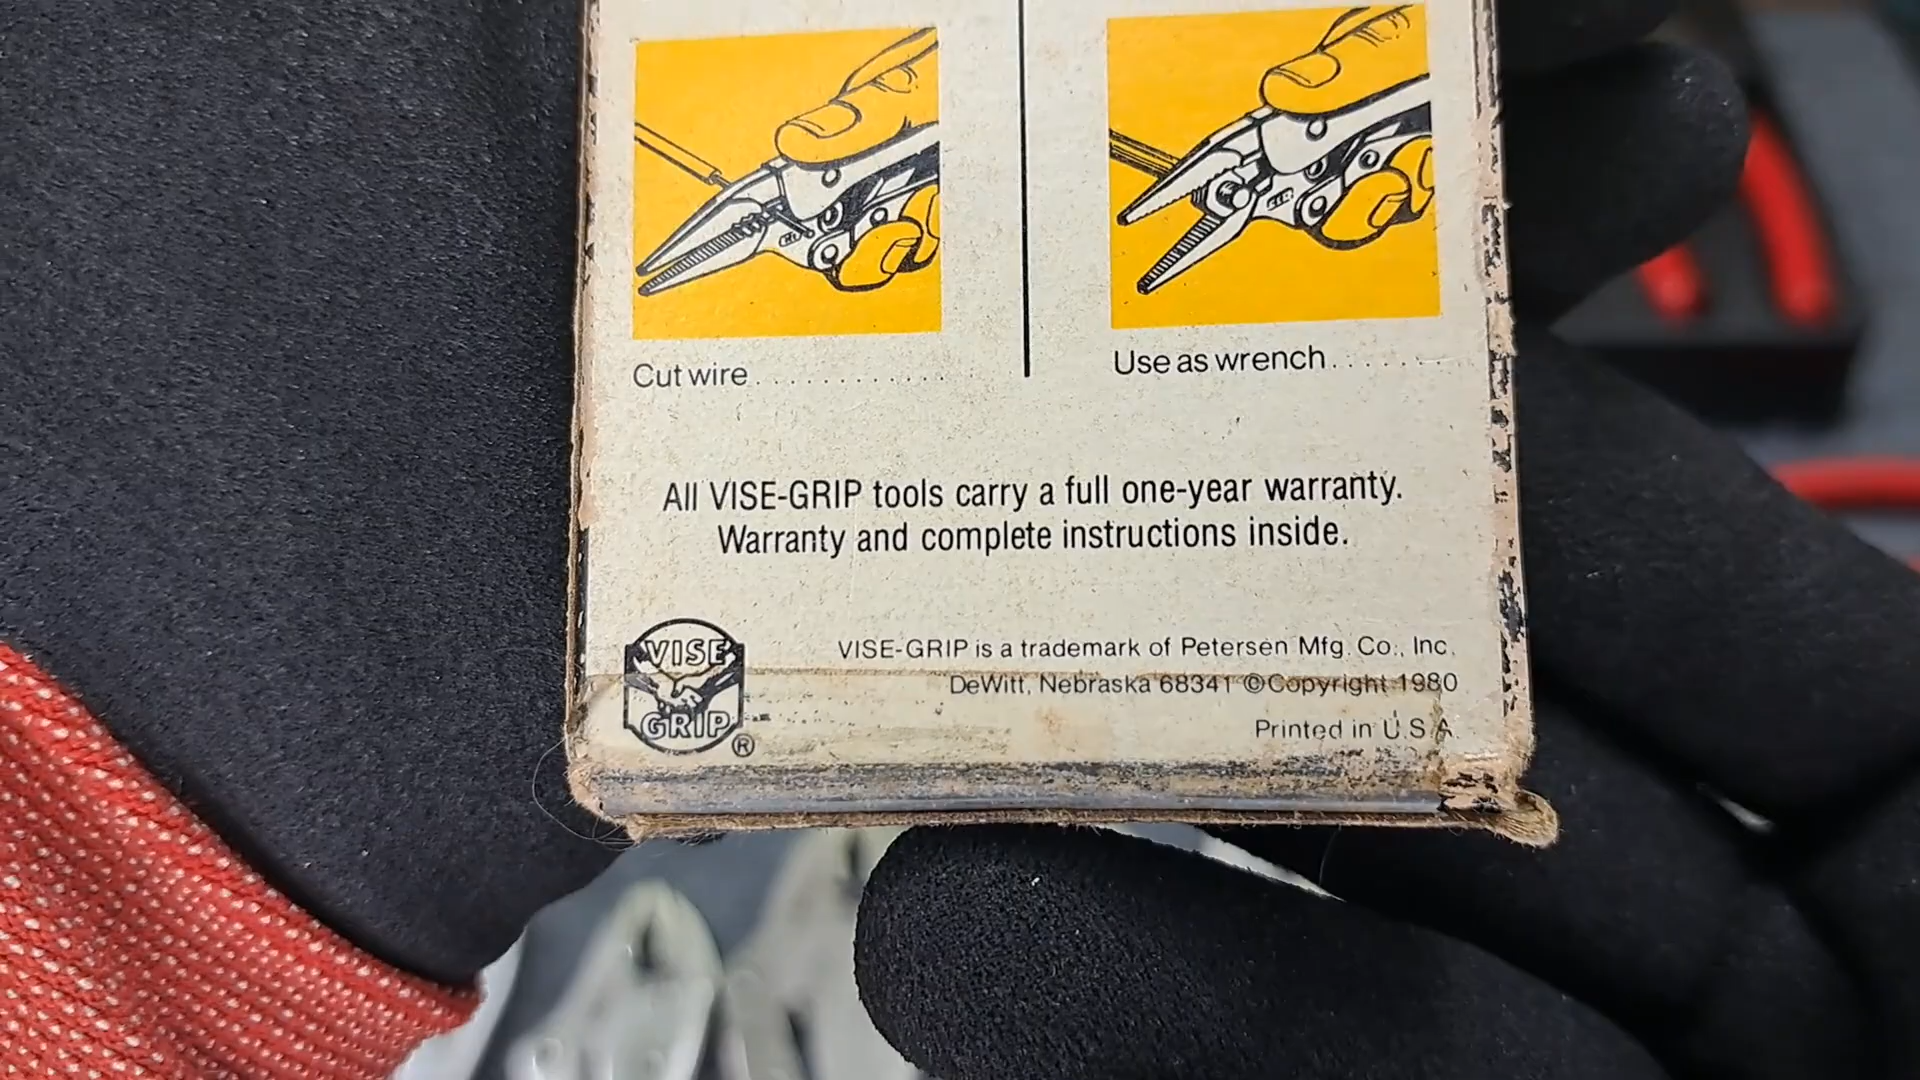 Cut wire............
Use as wrench.......
All VISE-GRIP tools carry a full one-year warranty.
Warranty and complete instructions inside.
VISE
GRIP
®
VISE-GRIP is a trademark of Petersen Mfg. Co., Inc.
DeWitt, Nebraska 68341 ©Copyright 1980
Printed in U.S.A.